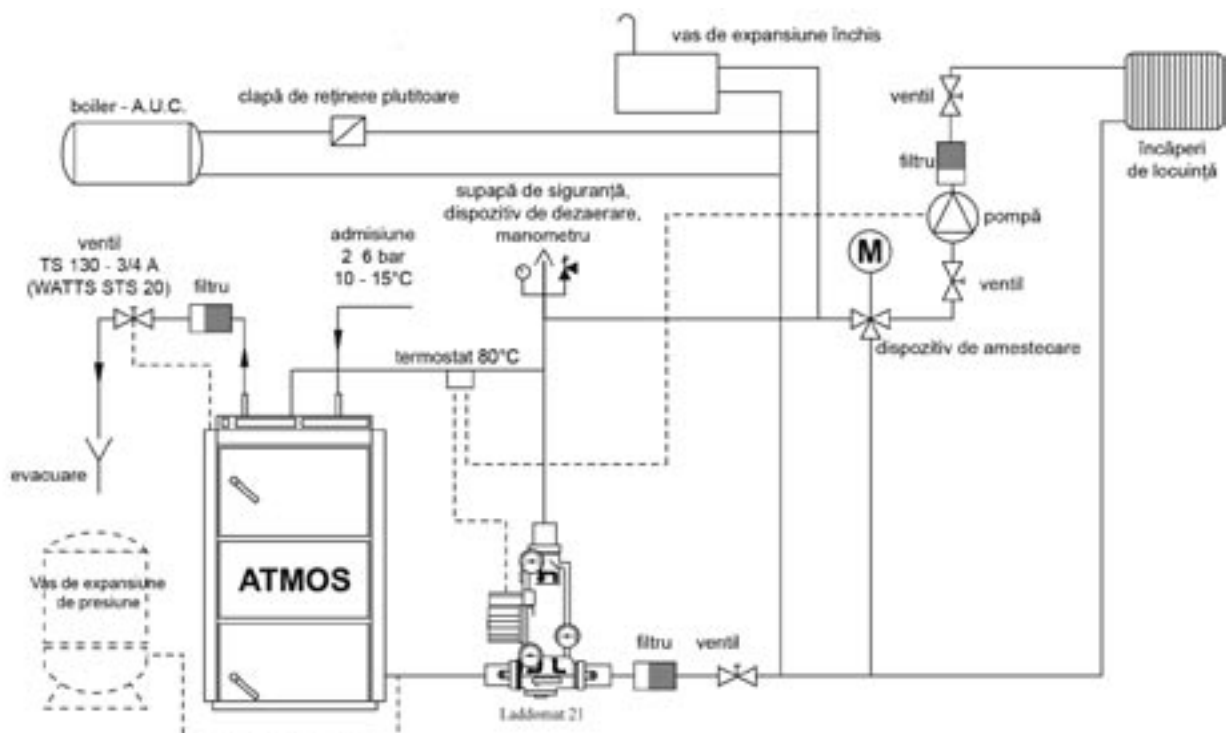 vas de expansiune închis
boiler - A.U.C.
clapă de reținere plutitoare
ventil
filtru
încăperi
de locuință
supapă de siguranță,
dispozitiv de dezaerare,
manometru
pompă
ventil
TS 130 - 3/4 A
(WATTS STS 20)
filtru
admisiune
2 6 bar
10 - 15°C
M
ventil
dispozitiv de amestecare
termostat 80°C
evacuare
Vas de expansiune
de presiune
ATMOS
filtru
ventil
Laddomat 21